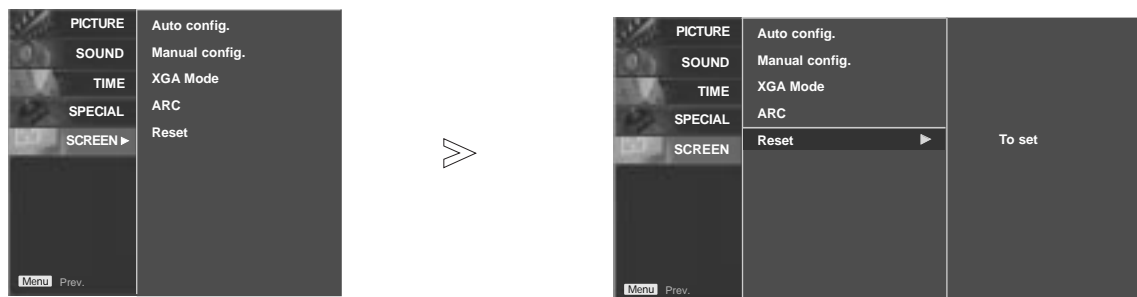 PICTURE
SOUND
TIME
SPECIAL
SCREEN ▶
Auto config.
Manual config.
XGA Mode
ARC
Reset
Menu Prev.
PICTURE
SOUND
TIME
SPECIAL
SCREEN
Auto config.
Manual config.
XGA Mode
ARC
Reset ▶
To set
Menu Prev.